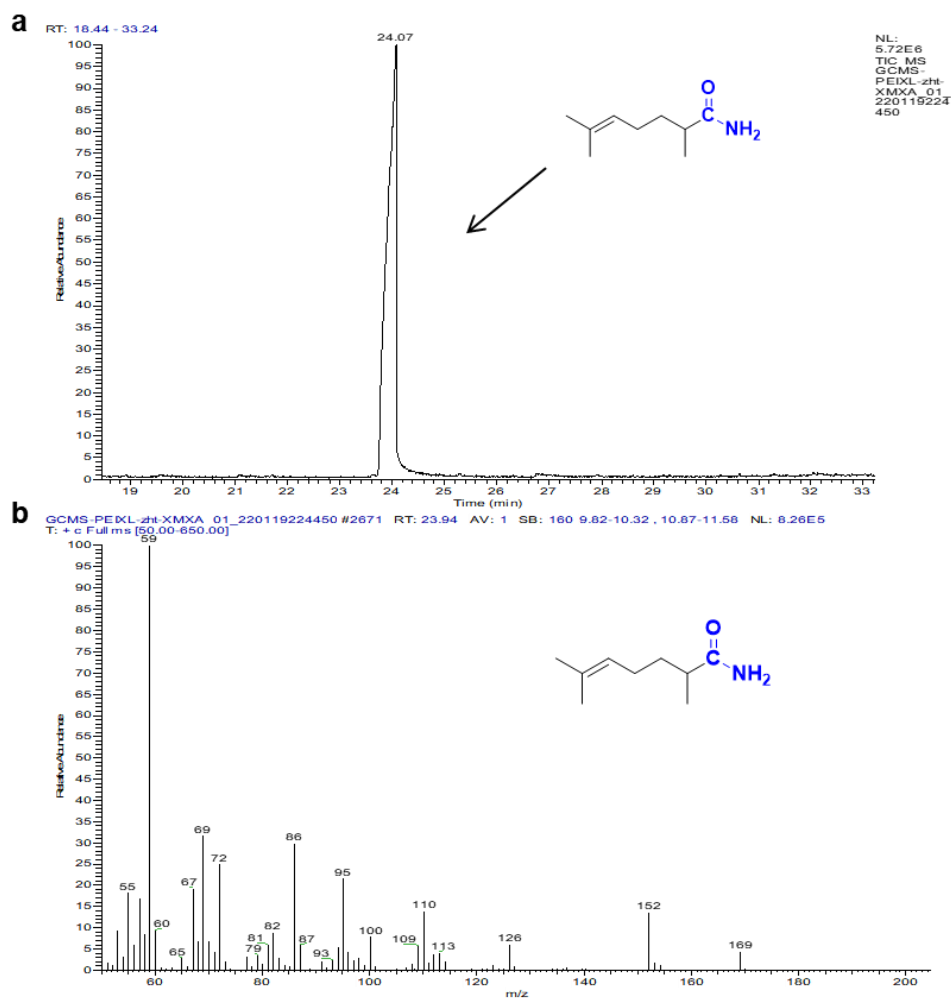 a
RT: 18.44 - 33.24
24.07
NL:
5.72E6
TIC MS
GCMS-
PEIXL-zht-
XMXA_01_
220119224
450
100
95
90
85
80
75
70
65
60
55
50
45
40
35
30
25
20
15
10
5
0
Relative Abundance
O
C
NH2
19 20 21 22 23 24 25 26 27 28 29 30 31 32 33
Time (min)
b
GCMS-PEIXL-zht-XMXA_01_220119224450 #2671 RT: 23.94 AV: 1 SB: 160 9.82-10.32 , 10.87-11.58 NL: 8.26E5
T: + c Full ms [50.00-650.00]
100
95
90
85
80
75
70
65
60
55
50
45
40
35
30
25
20
15
10
5
0
Relative Abundance
O
C
NH2
59
69
86
72
95
67
55
110
152
60
82
100
81
87
109
126
79
113
169
65
93
60 80 100 120 140 160 180 200
m/z